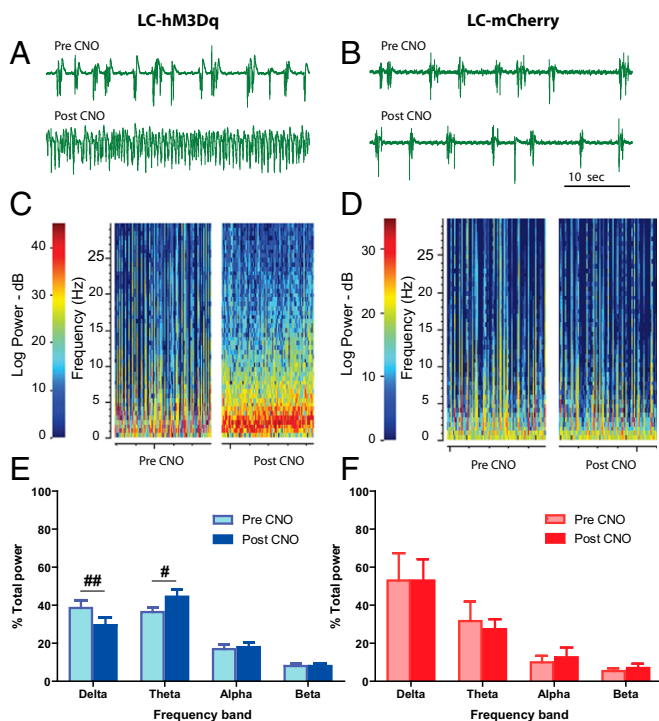 LC-hM3Dq
LC-mCherry
A
Pre CNO
Post CNO
B
Pre CNO
Post CNO
10 sec
C
Log Power - dB
40
30
20
10
0
Frequency (Hz)
25
20
15
10
5
0
Pre CNO
Post CNO
D
Log Power - dB
30
20
10
0
Frequency (Hz)
25
20
15
10
5
0
Pre CNO
Post CNO
E
% Total power
100
80
60
40
20
0
Pre CNO
Post CNO
##
#
Delta
Theta
Alpha
Beta
Frequency band
F
% Total power
100
80
60
40
20
0
Pre CNO
Post CNO
Delta
Theta
Alpha
Beta
Frequency band